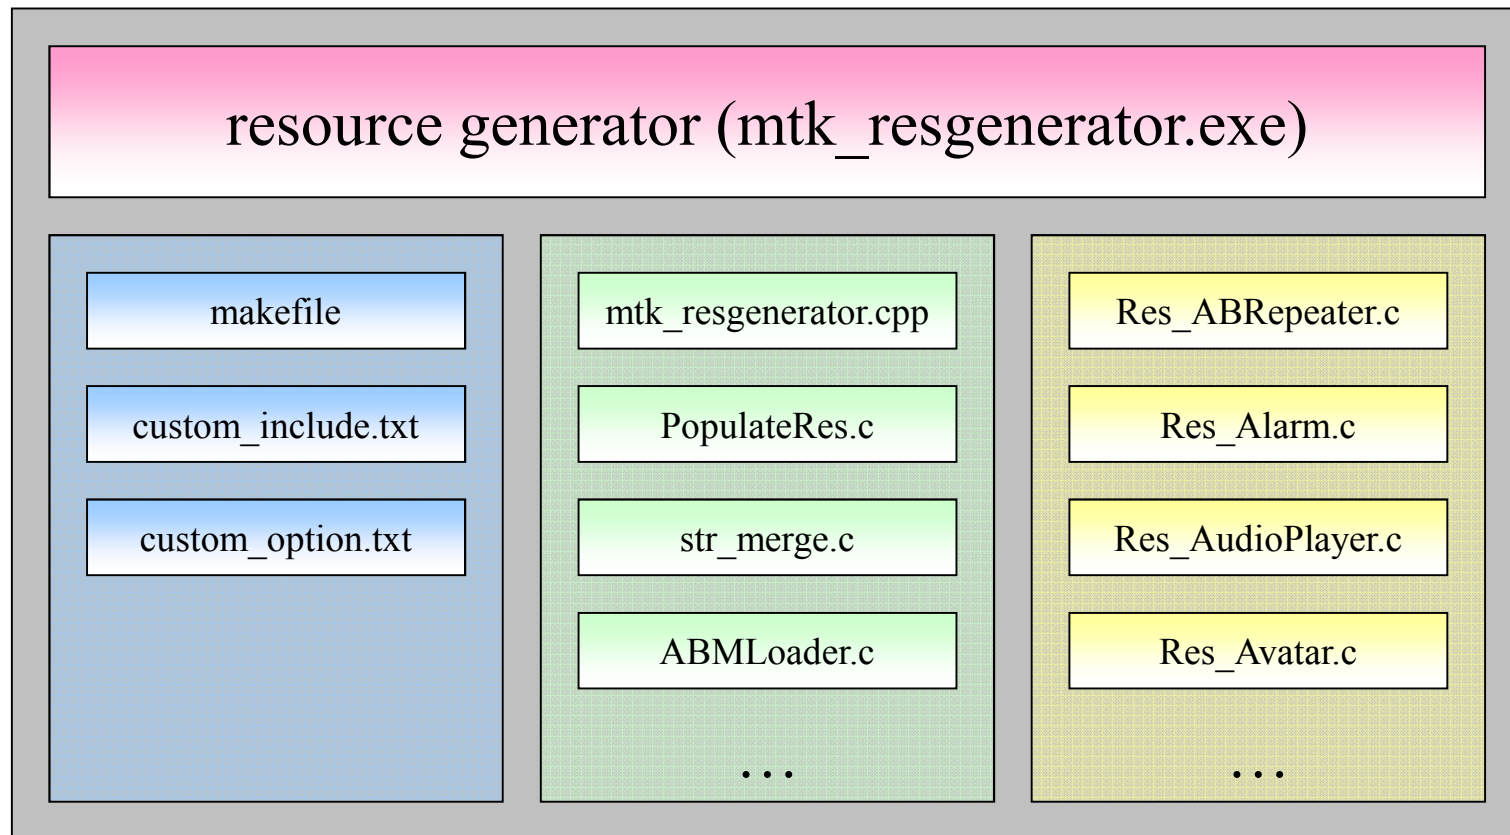 resource generator (mtk_resgenerator.exe)
makefile
custom_include.txt
custom_option.txt
mtk_resgenerator.cpp
PopulateRes.c
str_merge.c
ABMLoader.c
...
Res_ABRepeater.c
Res_Alarm.c
Res_AudioPlayer.c
Res_Avatar.c
...